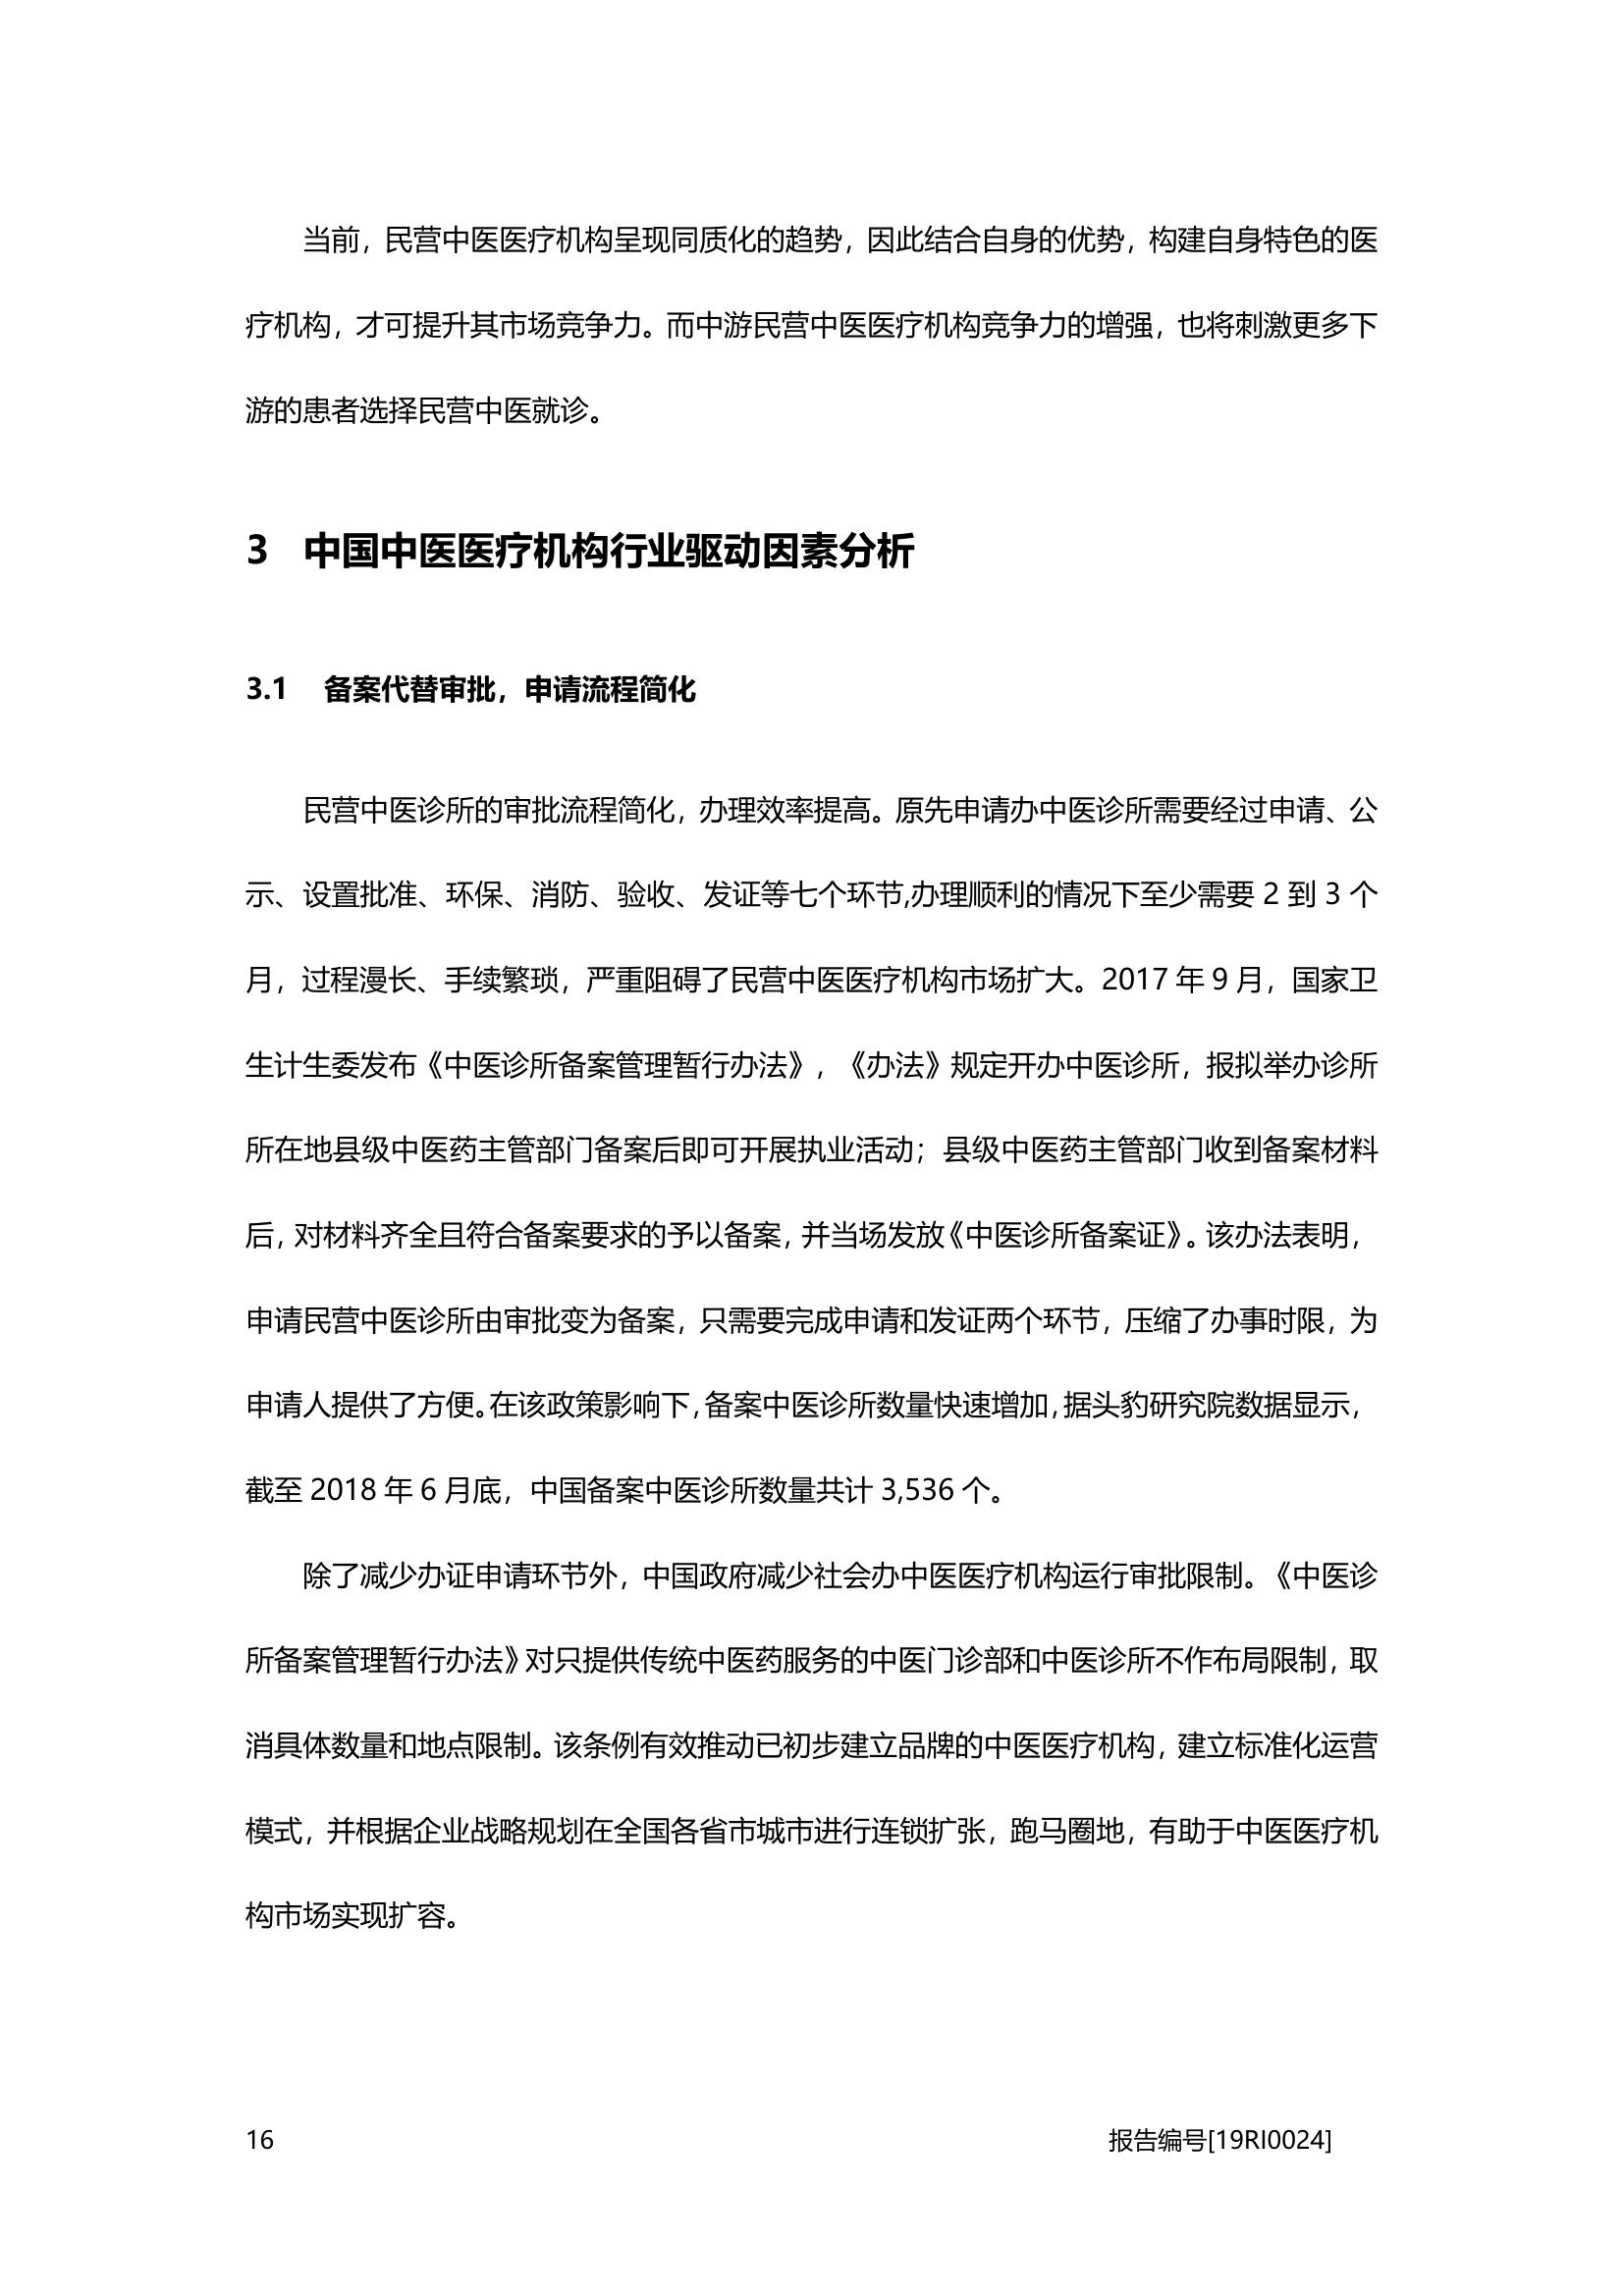 当前，民营中医医疗机构呈现同质化的趋势，因此结合自身的优势，构建自身特色的医
疗机构，才可提升其市场竞争力。而中游民营中医医疗机构竞争力的增强，也将刺激更多下
游的患者选择民营中医就诊。
3 中国中医医疗机构行业驱动因素分析
3.1 备案代替审批，申请流程简化
民营中医诊所的审批流程简化，办理效率提高。原先申请办中医诊所需要经过申请、公
示、设置批准、环保、消防、验收、发证等七个环节,办理顺利的情况下至少需要 2 到 3 个
月，过程漫长、手续繁琐，严重阻碍了民营中医医疗机构市场扩大。2017 年 9 月，国家卫
生计生委发布《中医诊所备案管理暂行办法》，《办法》规定开办中医诊所，报拟举办诊所
所在地县级中医药主管部门备案后即可开展执业活动；县级中医药主管部门收到备案材料
后，对材料齐全且符合备案要求的予以备案，并当场发放《中医诊所备案证》。该办法表明，
申请民营中医诊所由审批变为备案，只需要完成申请和发证两个环节，压缩了办事时限，为
申请人提供了方便。在该政策影响下，备案中医诊所数量快速增加，据头豹研究院数据显示，
截至 2018 年 6 月底，中国备案中医诊所数量共计 3,536 个。
除了减少办证申请环节外，中国政府减少社会办中医医疗机构运行审批限制。《中医诊
所备案管理暂行办法》对只提供传统中医药服务的中医门诊部和中医诊所不作布局限制，取
消具体数量和地点限制。该条例有效推动已初步建立品牌的中医医疗机构，建立标准化运营
模式，并根据企业战略规划在全国各省市城市进行连锁扩张，跑马圈地，有助于中医医疗机
构市场实现扩容。
16 报告编号[19RI0024]